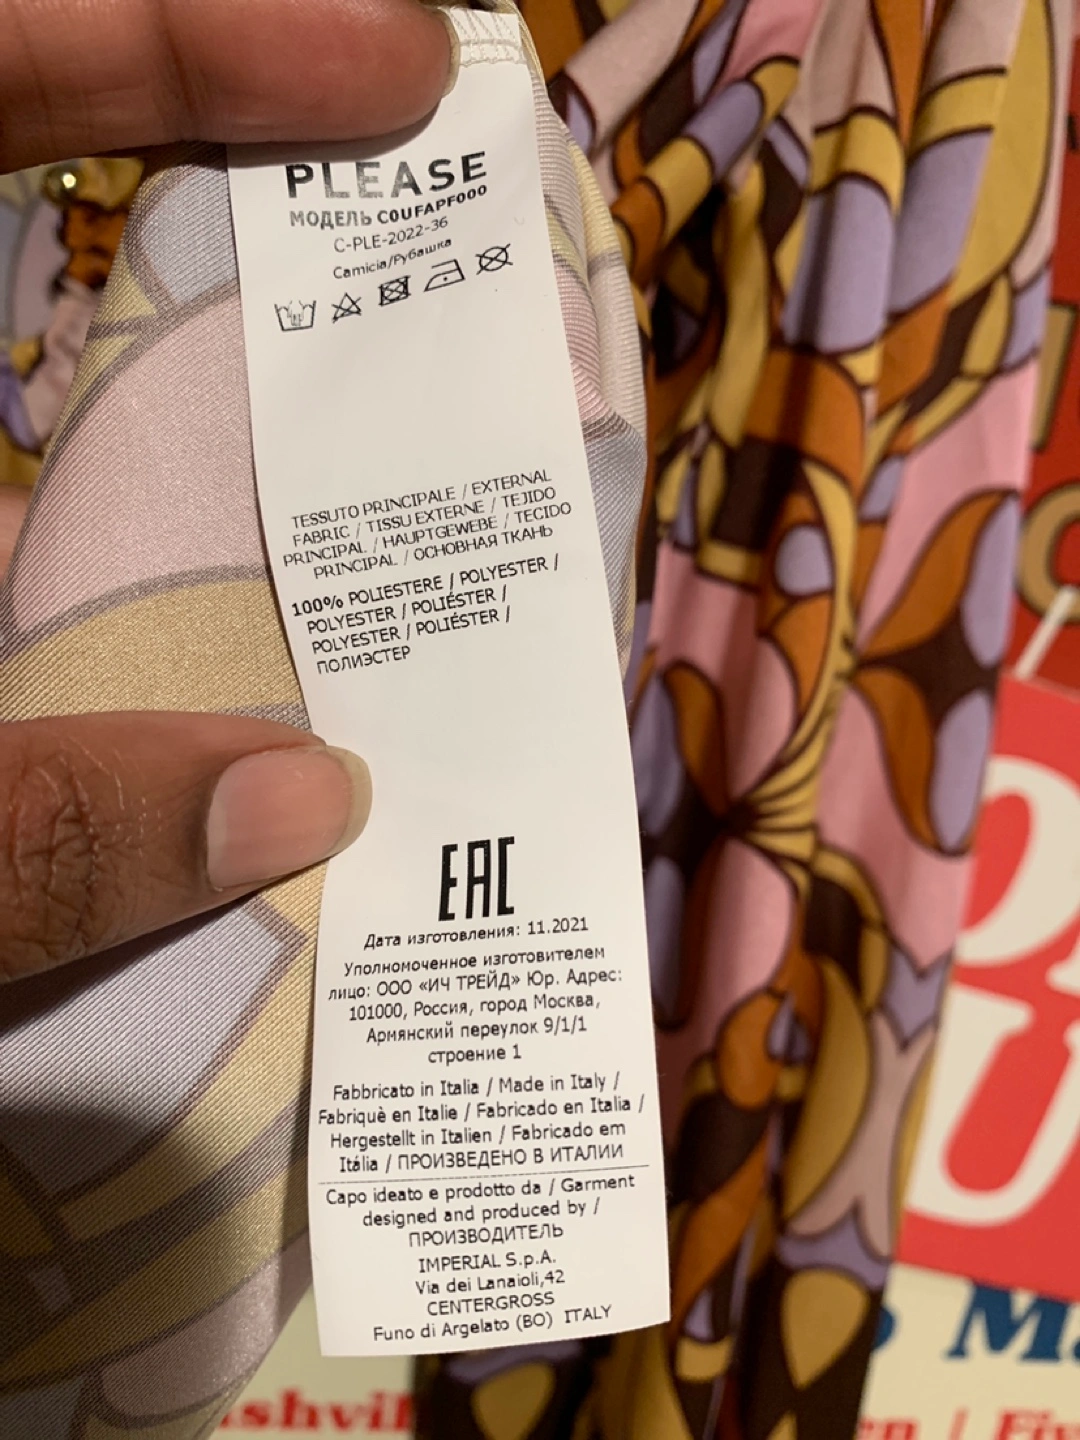 PLEASE
МОДЕЛЬ C0UFAPF000
C-PLE-2022-36
Camicia/Рубашка
TESSUTO PRINCIPALE / EXTERNAL
FABRIC / TISSU EXTERNE / TEJIDO
PRINCIPAL / HAUPTGEWEBE / TECIDO
PRINCIPAL / ОСНОВНАЯ ТКАНЬ
100% POLIESTERE / POLYESTER /
POLYESTER / POLIÉSTER /
POLYESTER / POLIÉSTER /
ПОЛИЭСТЕР
EAC
Дата изготовления: 11.2021
Уполномоченное изготовителем
лицо: ООО «ИЧ ТРЕЙД» Юр. Адрес:
101000, Россия, город Москва,
Армянский переулок 9/1/1
строение 1
Fabbricato in Italia / Made in Italy /
Fabriquè en Italie / Fabricado en Italia /
Hergestellt in Italien / Fabricado em
Itália / ПРОИЗВЕДЕНО В ИТАЛИИ
Capo ideato e prodotto da / Garment
designed and produced by /
ПРОИЗВОДИТЕЛЬ
IMPERIAL S.p.A.
Via dei Lanaioli,42
CENTERGROSS
Funo di Argelato (BO) ITALY